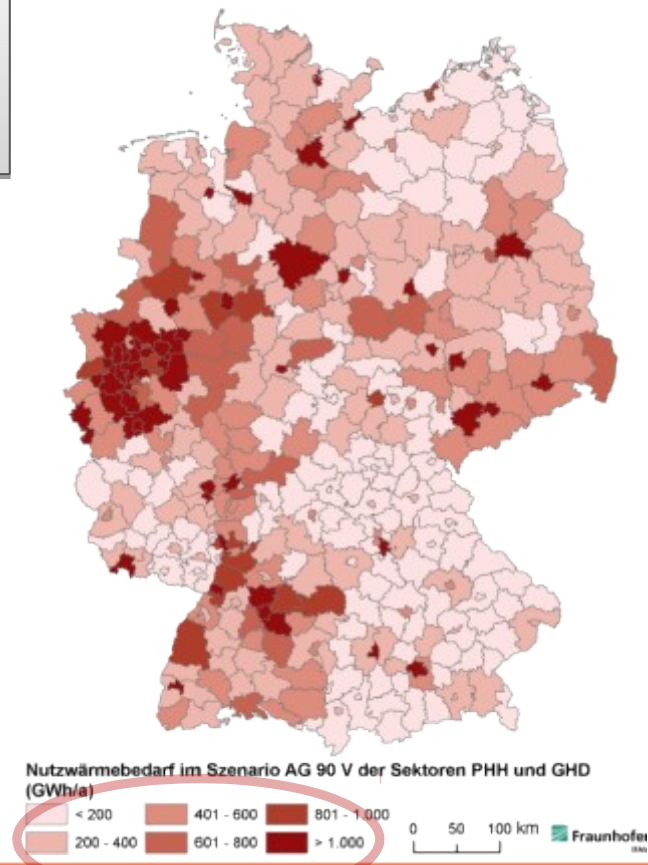 Nutzwärmebedarf im Szenario AG 90 V der Sektoren PHH und GHD
(GWh/a)
< 200
401 - 600
801 - 1.000
200 - 400
601 - 800
> 1.000
0 50 100 km
Fraunhofer